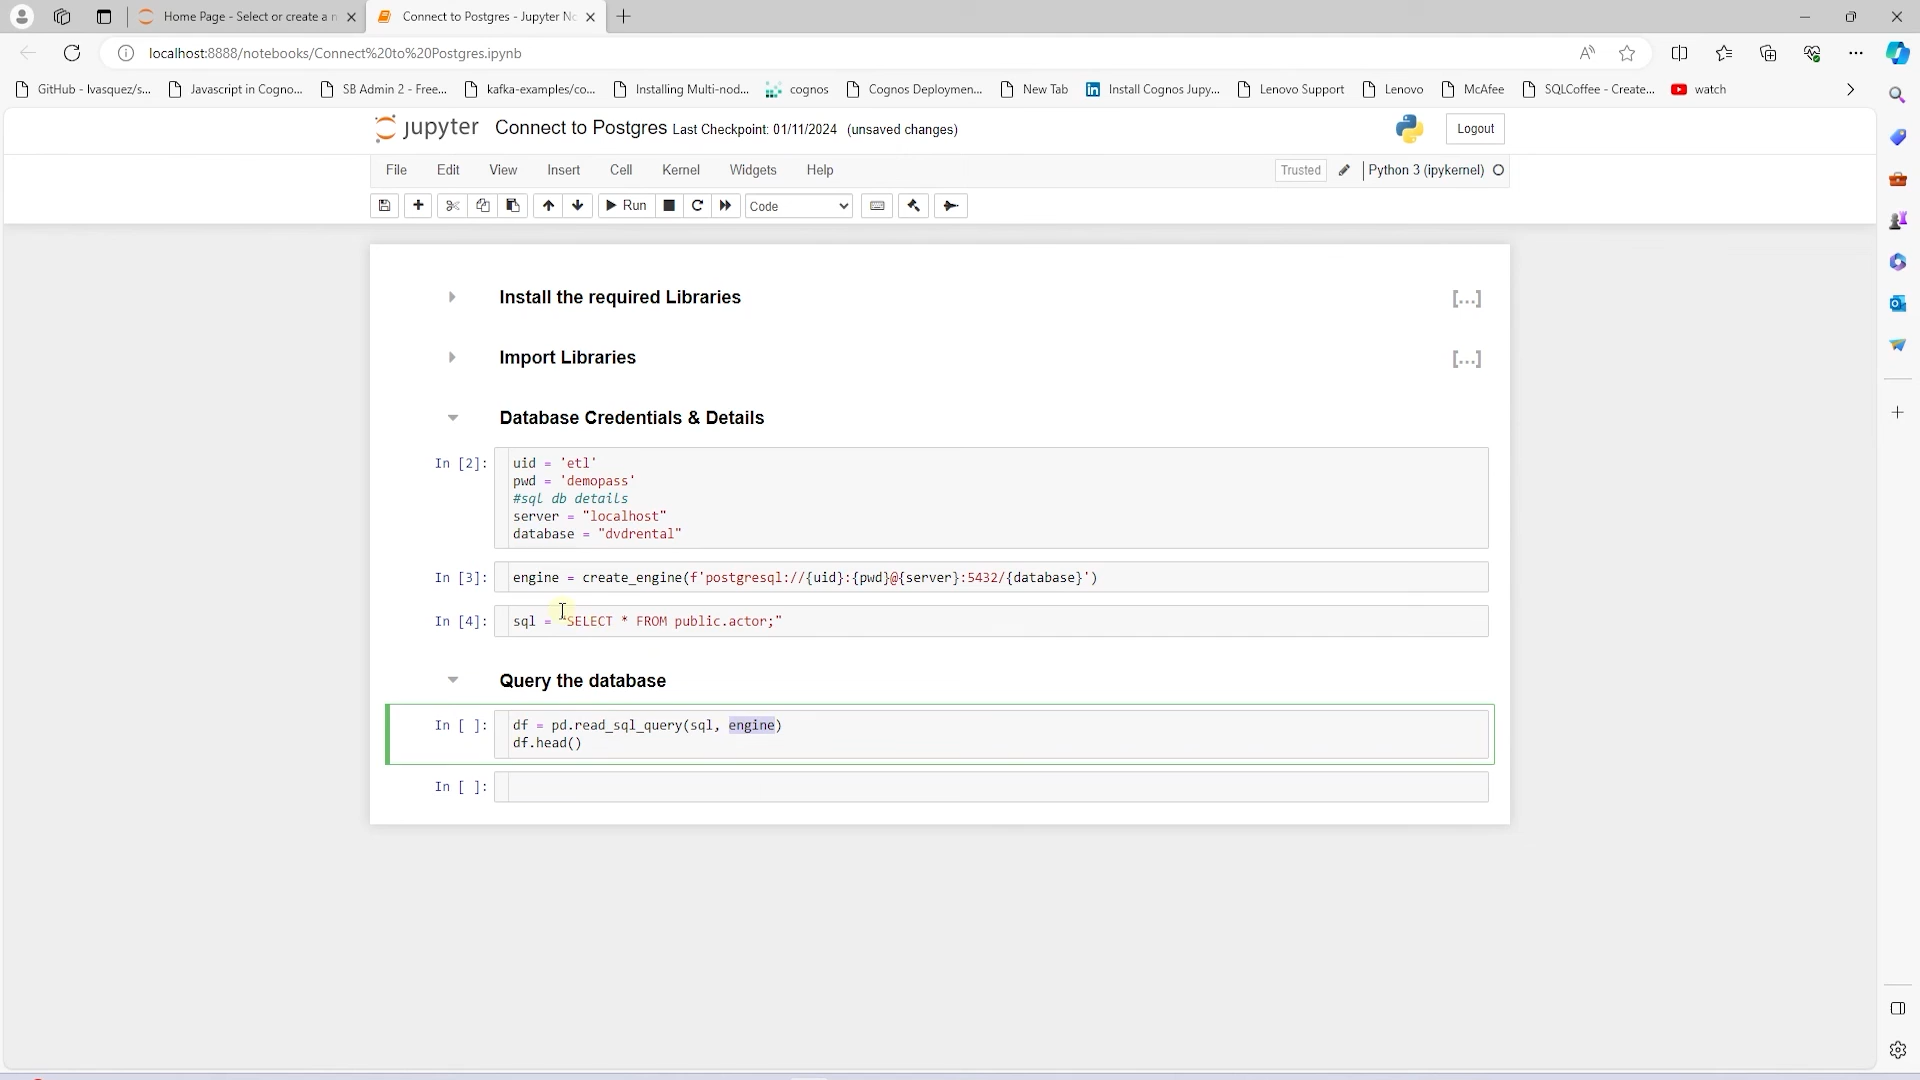 Home Page - Select or create a n
Connect to Postgres - Jupyter No
localhost:8888/notebooks/Connect%20to%20Postgres.ipynb
GitHub - lvasquez/s...
Javascript in Cogno...
SB Admin 2 - Free...
kafka-examples/co...
Installing Multi-nod...
cognos
Cognos Deploymen...
New Tab
Install Cognos Jupy...
Lenovo Support
Lenovo
McAfee
SQLCoffee - Create...
watch
jupyter Connect to Postgres Last Checkpoint: 01/11/2024 (unsaved changes)
Logout
File Edit View Insert Cell Kernel Widgets Help
Trusted
Python 3 (ipykernel)
Run
Code
Install the required Libraries
[...]
Import Libraries
[...]
Database Credentials & Details
In [2]:
uid = 'etl'
pwd = 'demopass'
#sql db details
server = "localhost"
database = "dvdrental"
In [3]: engine = create_engine(f'postgresql://{uid}:{pwd}@{server}:5432/{database}')
In [4]: sql = "SELECT * FROM public.actor;"
Query the database
In [ ]: df = pd.read_sql_query(sql, engine)
df.head()
In [ ]: